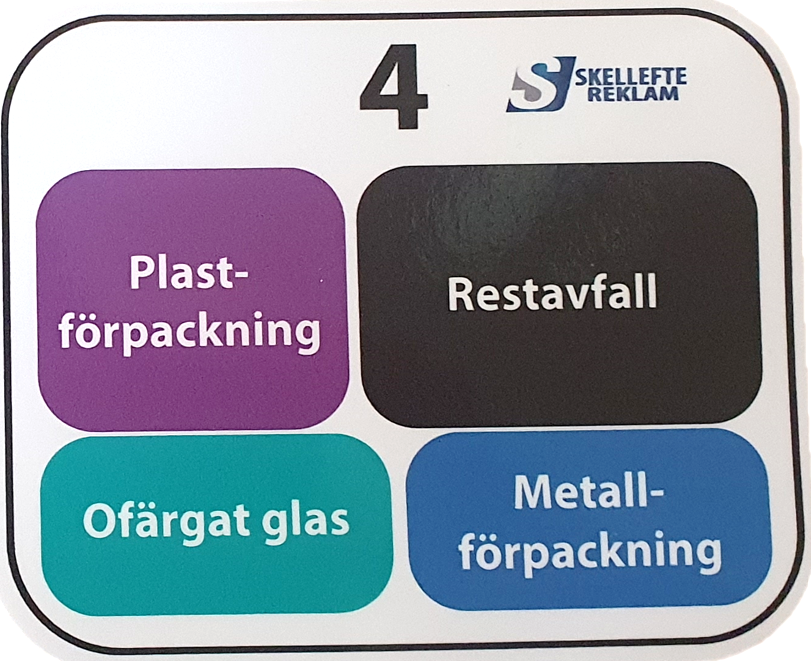 4
SKELLEFTE
REKLAM
Plast-
förpackning
Restavfall
Ofärgat glas
Metall-
förpackning